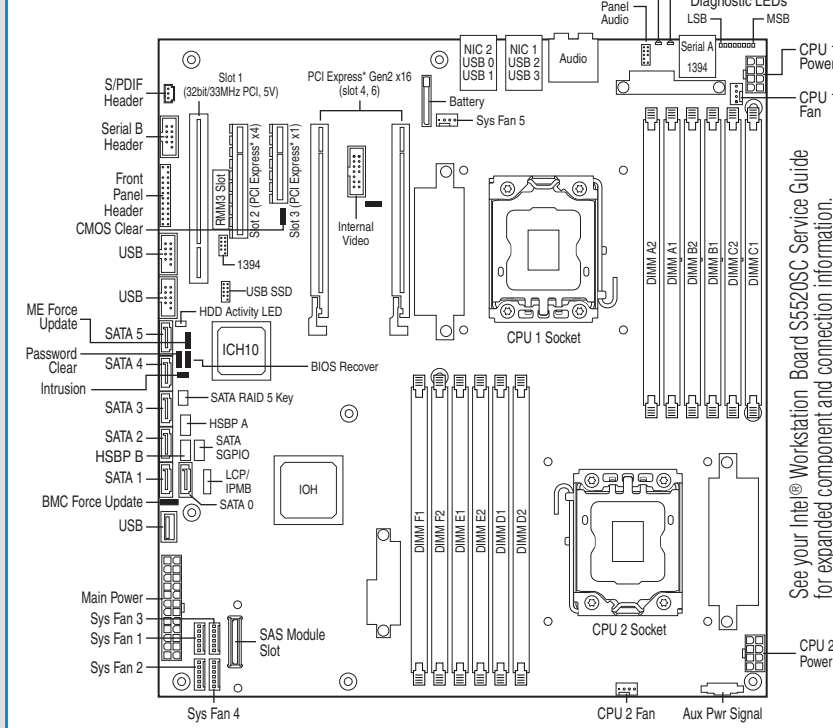 Diagnostic LEDs
Panel
Audio
LSB
MSB
NIC 2
USB 0
USB 1
NIC 1
USB 2
USB 3
Audio
Serial A
1394
CPU 1
Power
CPU 1
Fan
S/PDIF
Header
Slot 1
(32bit/33MHz PCI, 5V)
PCI Express* Gen2 x16
(slot 4, 6)
Battery
Sys Fan 5
Serial B
Header
Front
Panel
Header
CMOS Clear
RMM3 Slot
Slot 2 (PCI Express* x4)
Slot 3 (PCI Express* x1)
Internal
Video
USB
1394
USB
USB SSD
HDD Activity LED
ME Force
Update
SATA 5
ICH10
Password
Clear
SATA 4
BIOS Recover
Intrusion
SATA RAID 5 Key
SATA 3
HSBP A
SATA 2
SATA
SGPIO
HSBP B
SATA 1
LCP/
IPMB
SATA 0
BMC Force Update
USB
IOH
CPU 1 Socket
DIMM A2
DIMM A1
DIMM B2
DIMM B1
DIMM C2
DIMM C1
DIMM F1
DIMM F2
DIMM E1
DIMM E2
DIMM D1
DIMM D2
CPU 2 Socket
Main Power
Sys Fan 3
Sys Fan 1
Sys Fan 2
Sys Fan 4
SAS Module
Slot
CPU 2
Power
CPU 2 Fan
Aux Pwr Signal
See your Intel® Workstation Board S5520SC Service Guide
for expanded component and connection information.